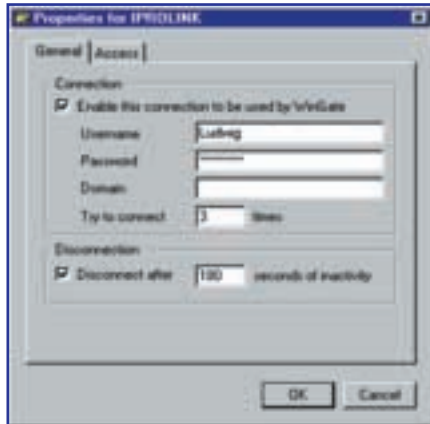 Properties for IPROLINK
General Access
Connection
Enable this connection to be used by WinGate
Username Ludwig
Password
Domain
Try to connect 3 times
Disconnection
Disconnect after seconds of inactivity
OK Cancel